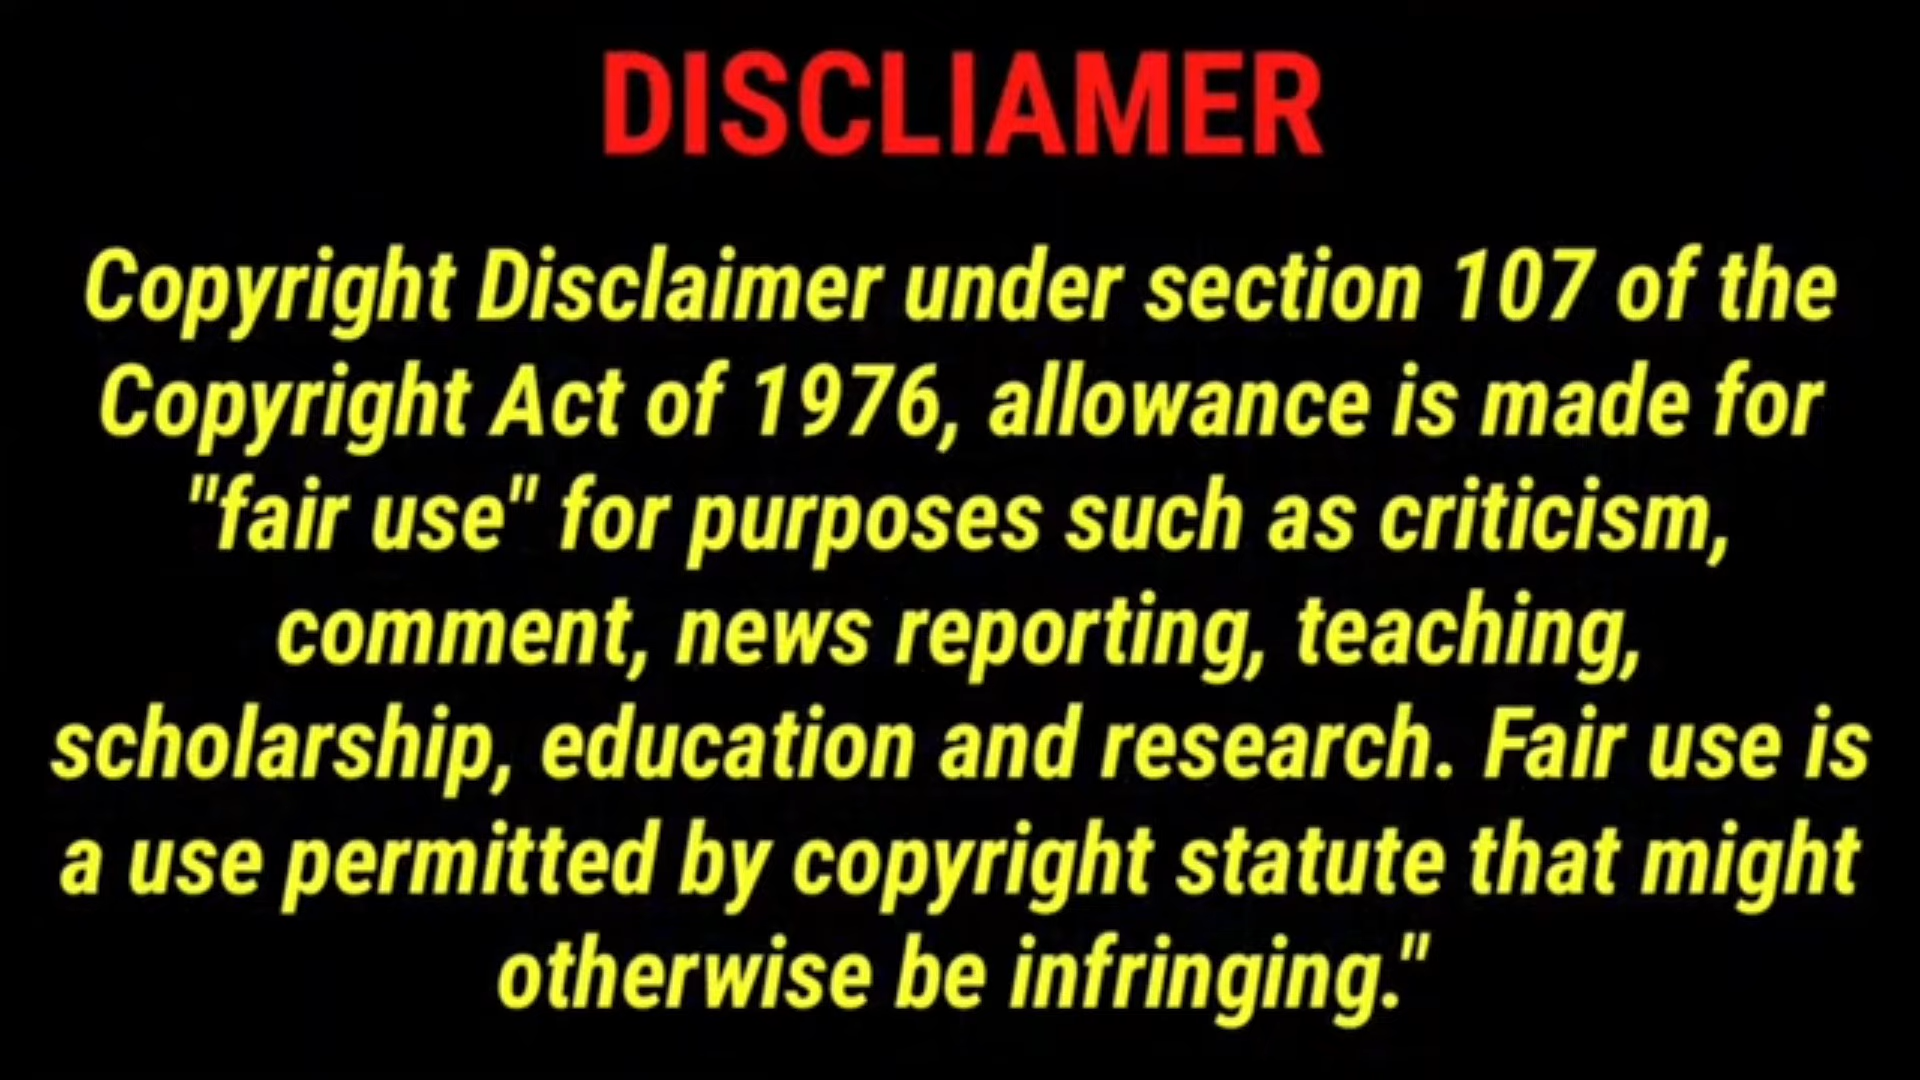 DISCLIAMER
Copyright Disclaimer under section 107 of the
Copyright Act of 1976, allowance is made for
"fair use" for purposes such as criticism,
comment, news reporting, teaching,
scholarship, education and research. Fair use is
a use permitted by copyright statute that might
otherwise be infringing."